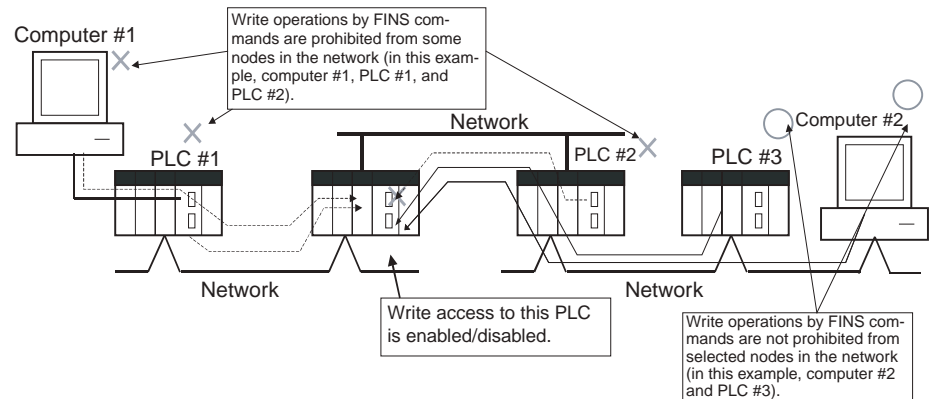 Write operations by FINS com-
mands are prohibited from some
nodes in the network (in this exam-
ple, computer #1, PLC #1, and
PLC #2).
Computer #1
Network
Computer #2
PLC #1
PLC #2
PLC #3
Network
Network
Write access to this PLC
is enabled/disabled.
Write operations by FINS com-
mands are not prohibited from
selected nodes in the network
(in this example, computer #2
and PLC #3).